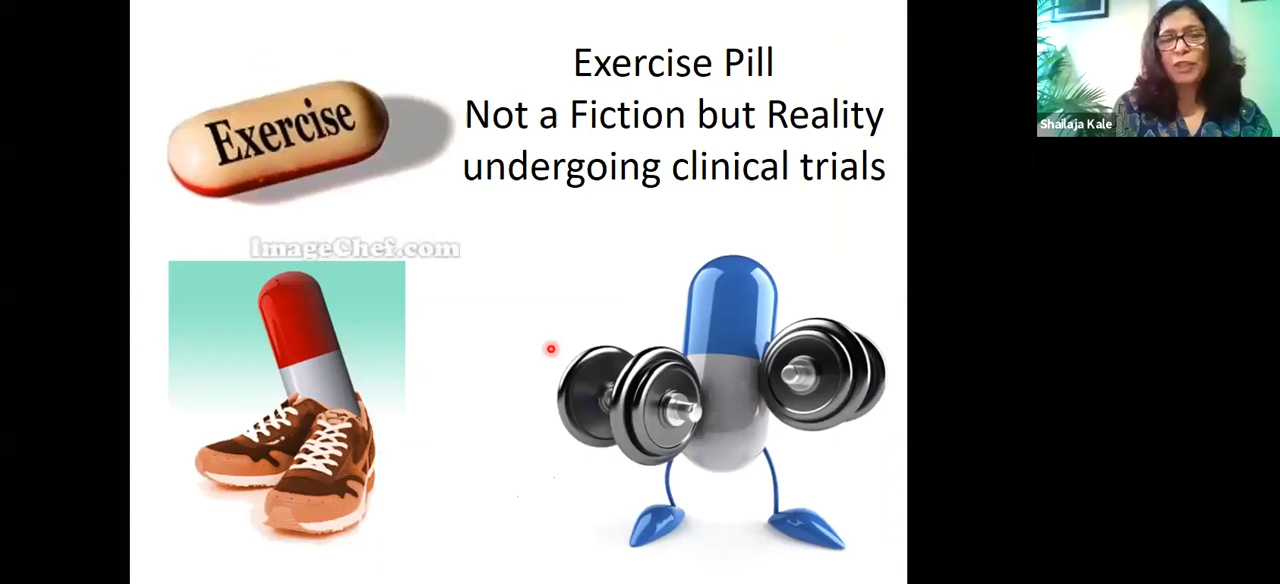 Exercise Pill
Not a Fiction but Reality
undergoing clinical trials
Exercise
ImageChef.com
Shailaja Kale